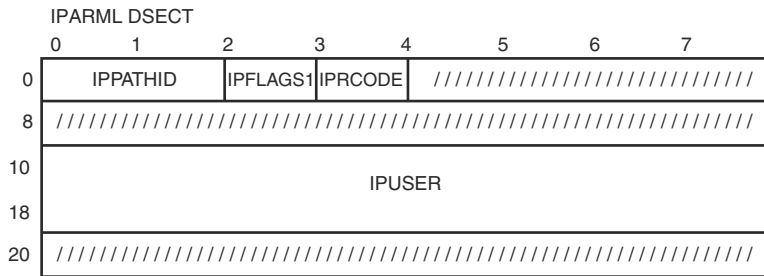 IPARML DSECT
0 1 2 3 4 5 6 7
0 IPPATHID IPFLAGS1 IPRCODE ///////////////////////////////
8 /////////////////////////////////////////////////////////////////
10
IPUSER
18
20 /////////////////////////////////////////////////////////////////